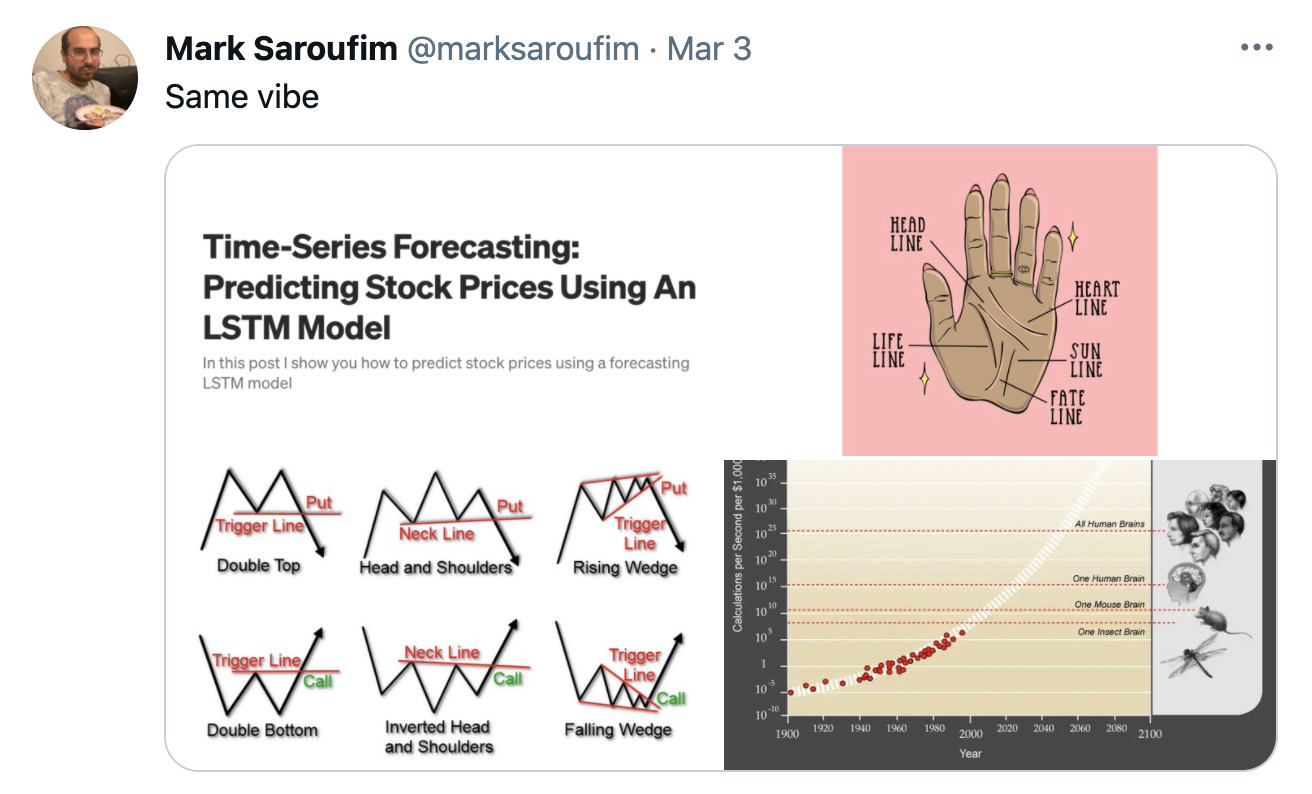 Mark Saroufim @marksaroufim · Mar 3
Same vibe
Time-Series Forecasting:
Predicting Stock Prices Using An
LSTM Model
In this post I show you how to predict stock prices using a forecasting
LSTM model
HEAD
LINE
HEART
LINE
LIFE
LINE
SUN
LINE
FATE
LINE
Put
Trigger Line
Double Top
Put
Neck Line
Head and Shoulders
Put
Trigger
Line
Rising Wedge
Trigger Line
Call
Double Bottom
Neck Line
Call
Inverted Head
and Shoulders
Trigger
Line
Call
Falling Wedge
Calculations per Second per $1,000
10^35
10^30
10^25
10^20
10^15
10^10
10^5
1
10^-5
10^-10
All Human Brains
One Human Brain
One Mouse Brain
One Insect Brain
1900 1920 1940 1960 1980 2000 2020 2040 2060 2080 2100
Year